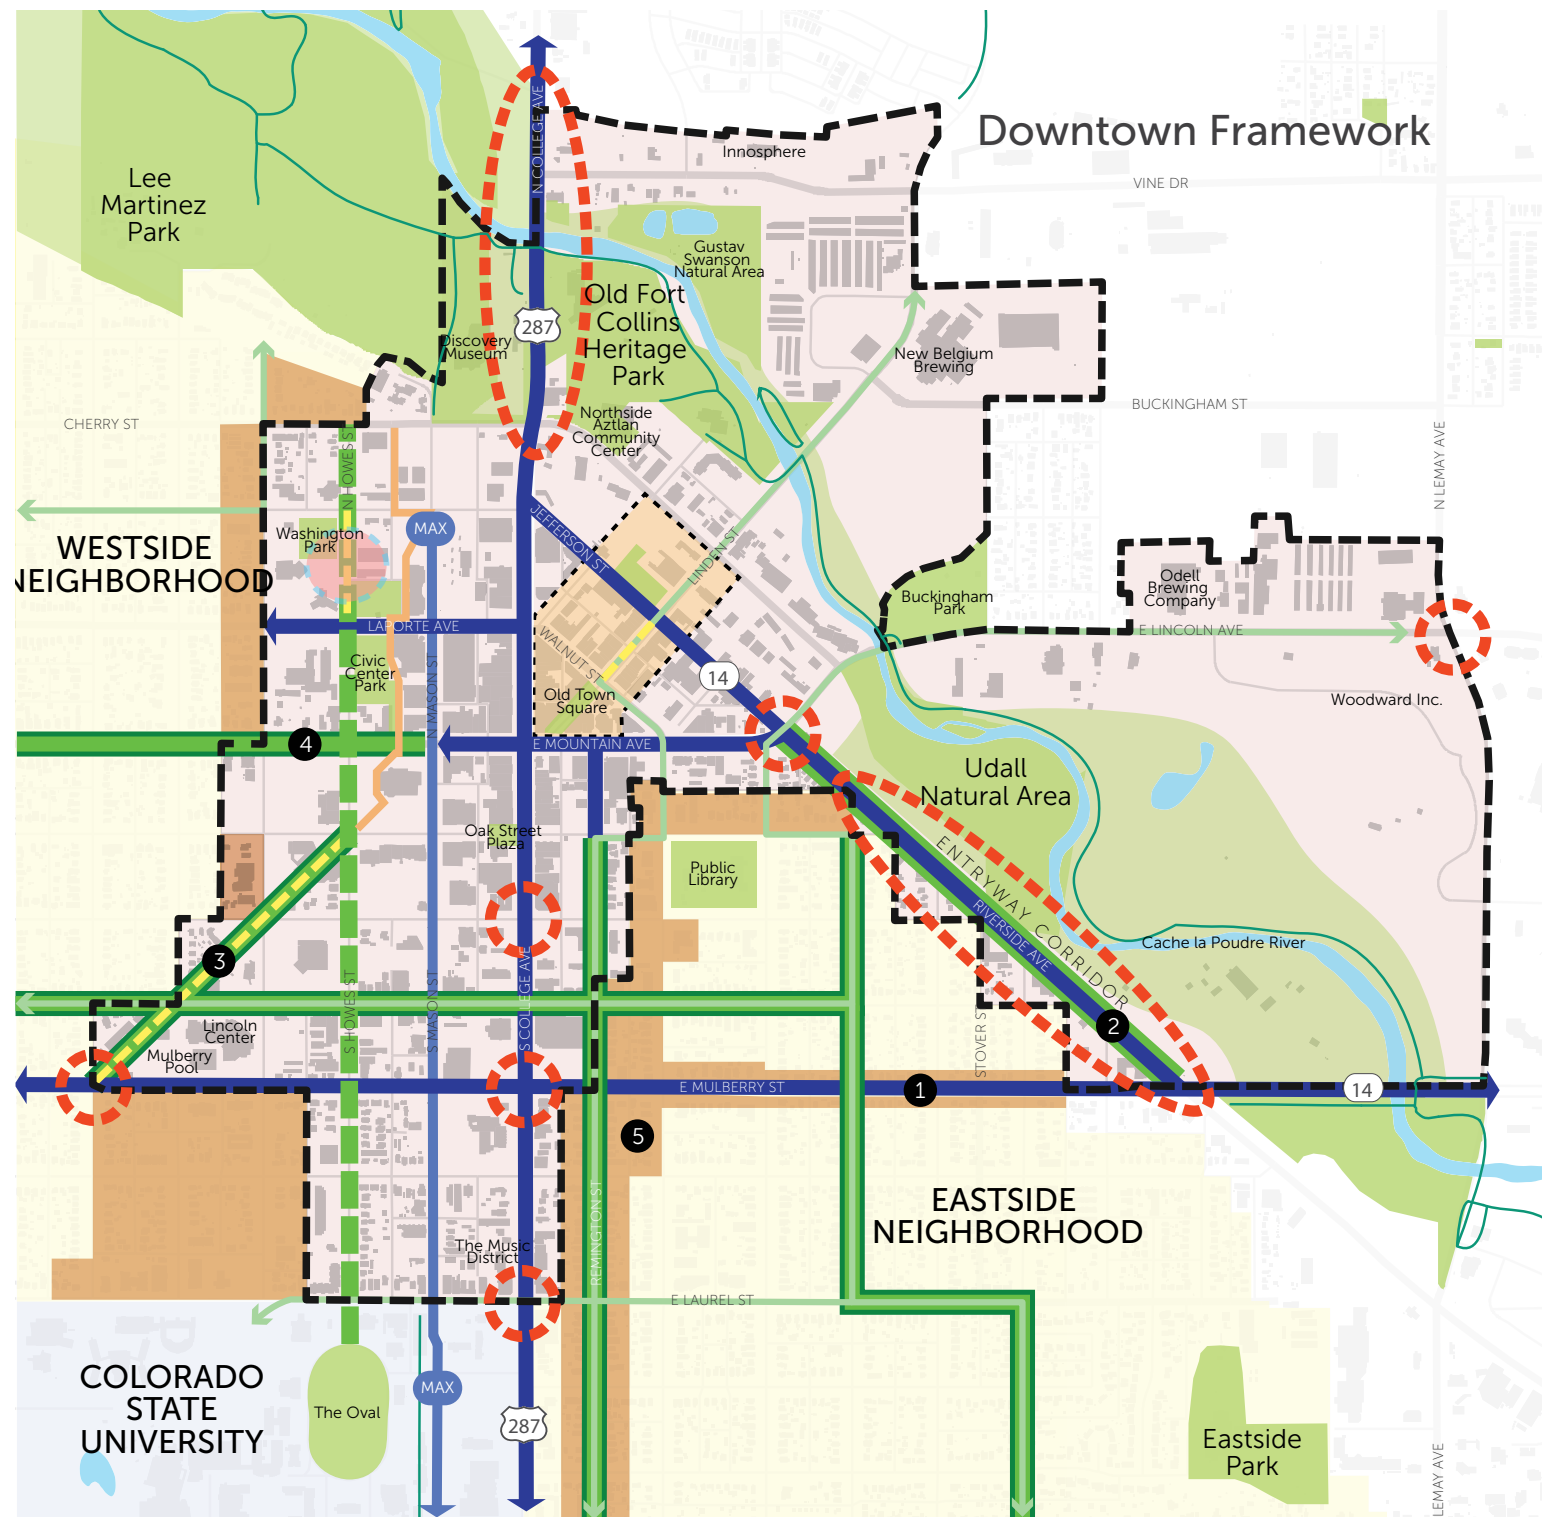 Downtown Framework
N COLLEGE AVE
Innosphere
VINE DR
Lee
Martinez
Park
Gustav
Swanson
Natural Area
Old Fort
Collins
Heritage
Park
287
Discovery
Museum
New Belgium
Brewing
BUCKINGHAM ST
CHERRY ST
Northside
Aztlan
Community
Center
N LEMAY AVE
N HOWES ST
MAX
JEFFERSON ST
LINDEN ST
Washington
Park
WESTSIDE
NEIGHBORHOOD
Odell
Brewing
Company
Buckingham
Park
E LINCOLN AVE
LAPORTE AVE
WALNUT ST
Civic
Center
Park
N MASON ST
14
Old Town
Square
Woodward Inc.
4
E MOUNTAIN AVE
Udall
Natural Area
Oak Street
Plaza
Public
Library
ENTRYWAY CORRIDOR
RIVERSIDE AVE
Cache la Poudre River
3
S HOWES ST
S MASON ST
S COLLEGE AVE
Lincoln
Center
Mulberry
Pool
STOVER ST
2
E MULBERRY ST
1
14
5
REMINGTON ST
EASTSIDE
NEIGHBORHOOD
The Music
District
E LAUREL ST
COLORADO
STATE
UNIVERSITY
The Oval
MAX
287
Eastside
Park
LEMAY AVE